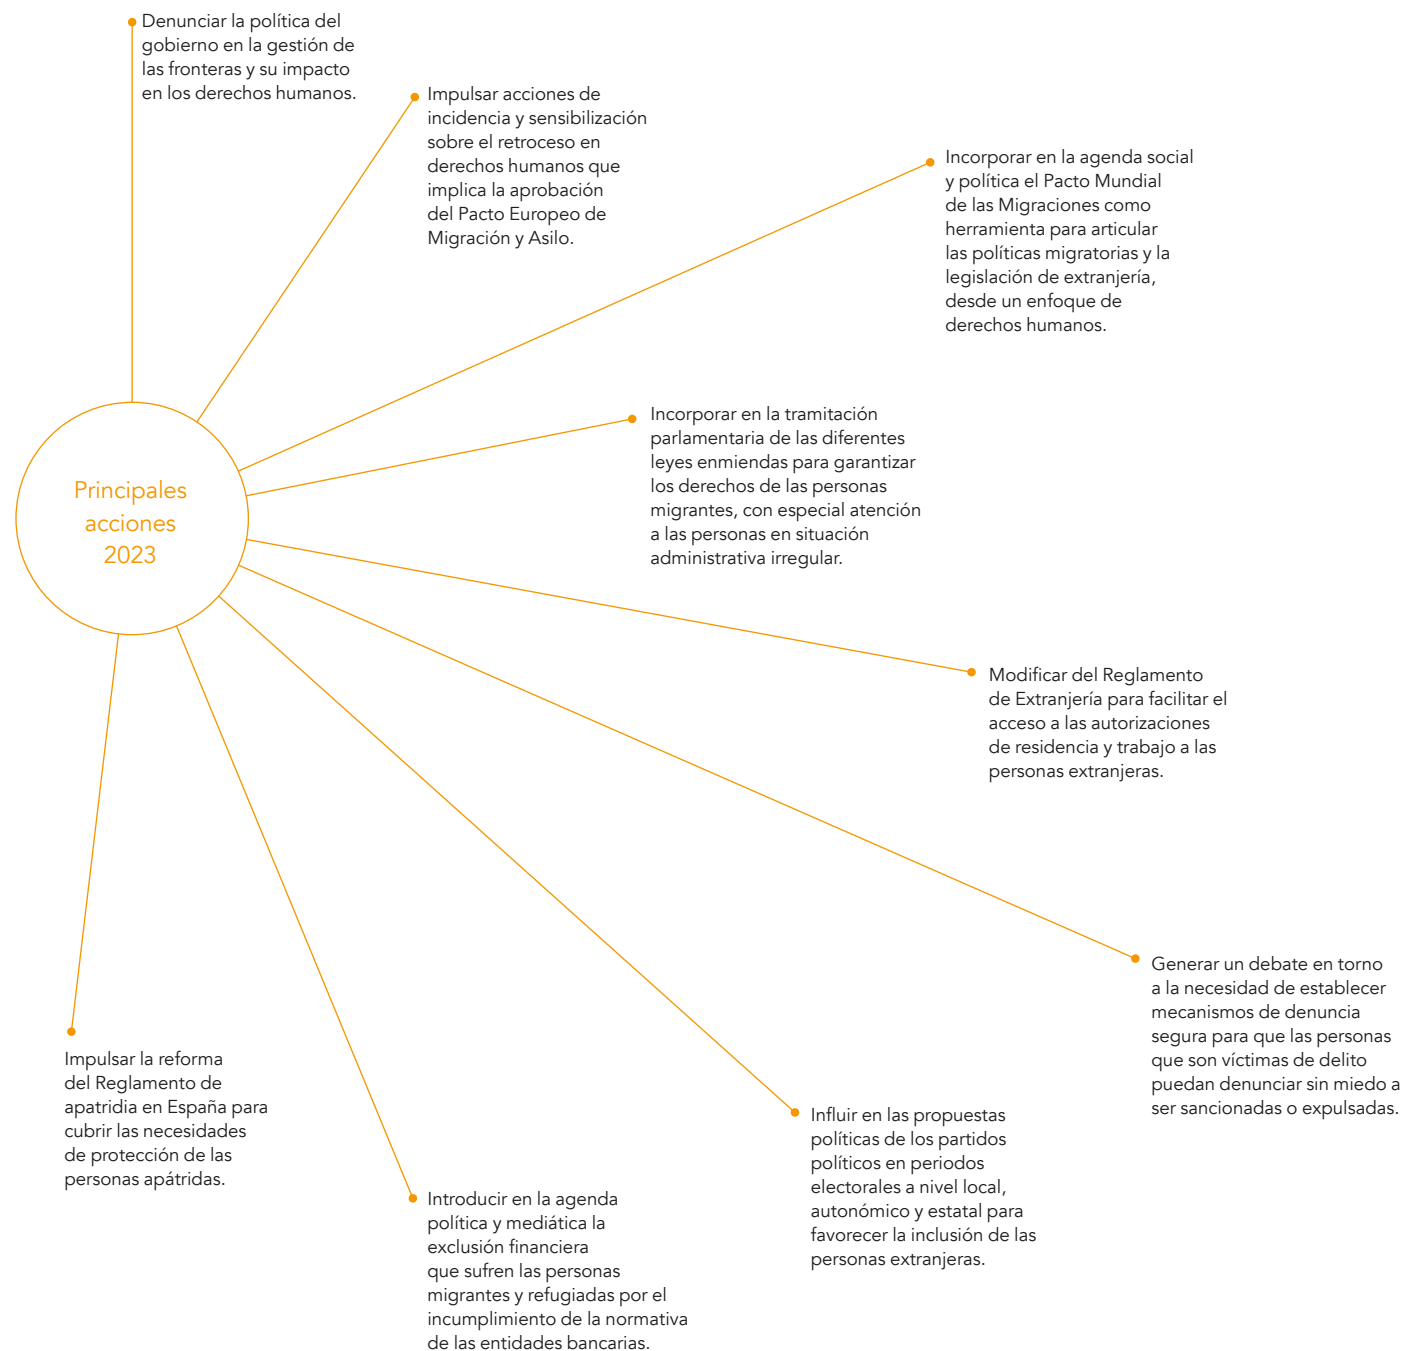 Denunciar la política del
gobierno en la gestión de
las fronteras y su impacto
en los derechos humanos.
Impulsar acciones de
incidencia y sensibilización
sobre el retroceso en
derechos humanos que
implica la aprobación
del Pacto Europeo de
Migración y Asilo.
Incorporar en la agenda social
y política el Pacto Mundial
de las Migraciones como
herramienta para articular
las políticas migratorias y la
legislación de extranjería,
desde un enfoque de
derechos humanos.
Incorporar en la tramitación
parlamentaria de las diferentes
leyes enmiendas para garantizar
los derechos de las personas
migrantes, con especial atención
a las personas en situación
administrativa irregular.
Principales
acciones
2023
Modificar del Reglamento
de Extranjería para facilitar el
acceso a las autorizaciones
de residencia y trabajo a las
personas extranjeras.
Generar un debate en torno
a la necesidad de establecer
mecanismos de denuncia
segura para que las personas
que son víctimas de delito
puedan denunciar sin miedo a
ser sancionadas o expulsadas.
Influir en las propuestas
políticas de los partidos
políticos en periodos
electorales a nivel local,
autonómico y estatal para
favorecer la inclusión de las
personas extranjeras.
Introducir en la agenda
política y mediática la
exclusión financiera
que sufren las personas
migrantes y refugiadas por el
incumplimiento de la normativa
de las entidades bancarias.
Impulsar la reforma
del Reglamento de
apatridia en España para
cubrir las necesidades
de protección de las
personas apátridas.